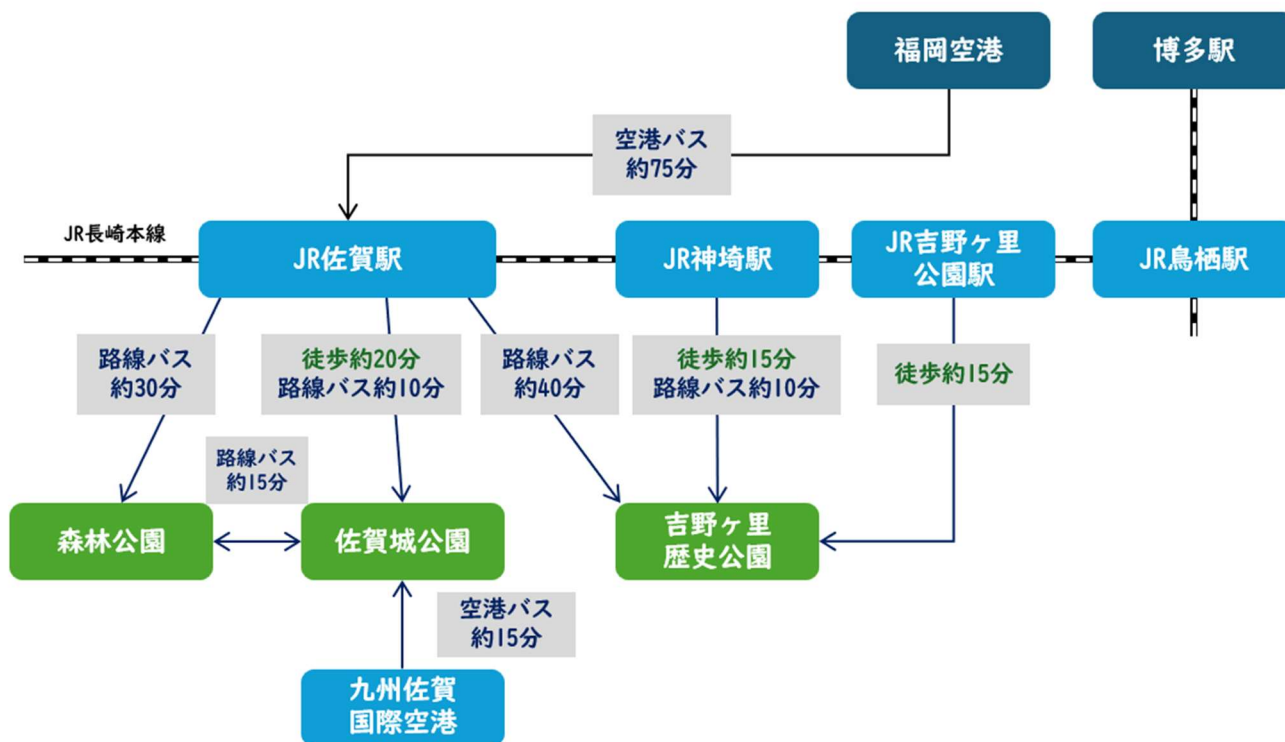 福岡空港
博多駅
空港バス
約75分
JR長崎本線
JR佐賀駅
JR神埼駅
JR吉野ヶ里
公園駅
JR鳥栖駅
路線バス
約30分
徒歩約20分
路線バス約10分
路線バス
約40分
徒歩約15分
路線バス約10分
徒歩約15分
路線バス
約15分
森林公園
佐賀城公園
吉野ヶ里
歴史公園
空港バス
約15分
九州佐賀
国際空港